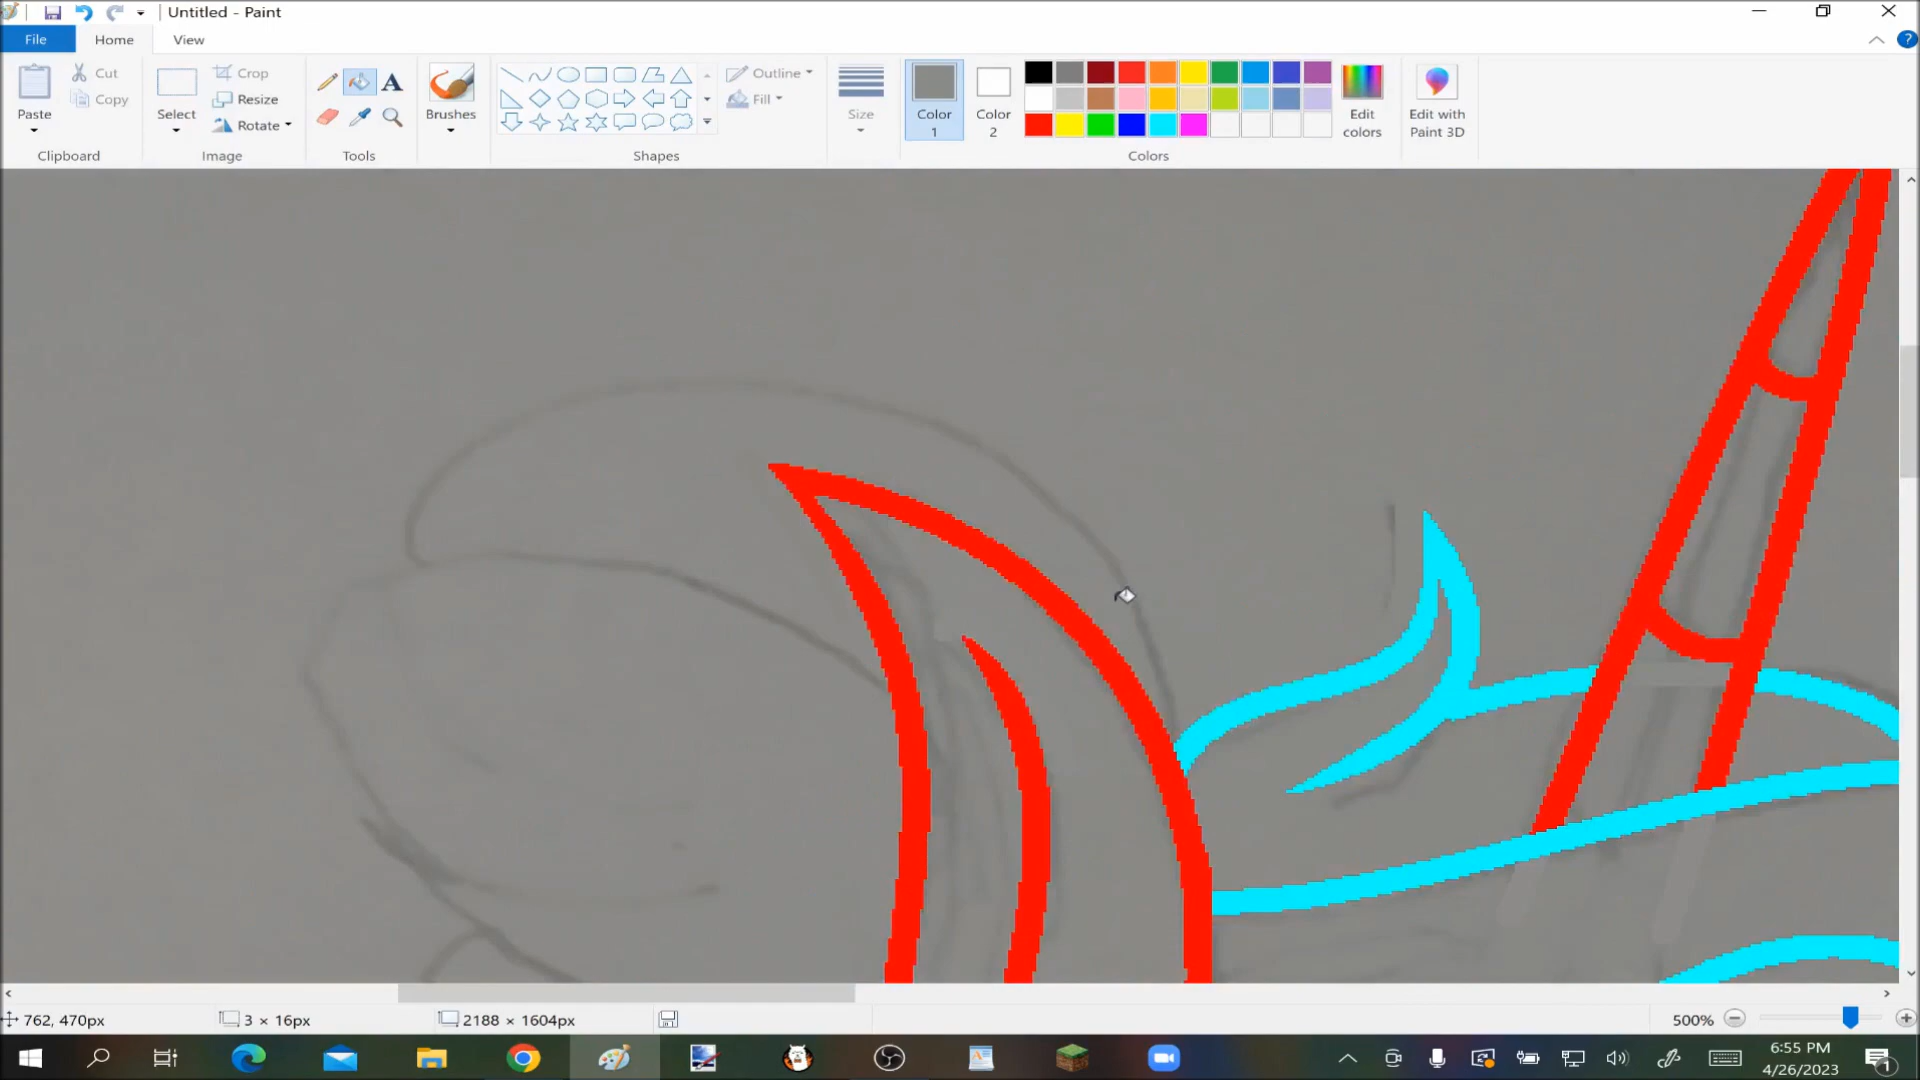 Untitled - Paint
File
Home
View
Paste
Cut
Copy
Clipboard
Select
Crop
Resize
Rotate
Image
A
Tools
Brushes
Outline
Fill
Shapes
Size
Color
1
Color
2
Edit
colors
Colors
Edit with
Paint 3D
?
762, 470px
3 × 16px
2188 × 1604px
500%
6:55 PM
4/26/2023
1